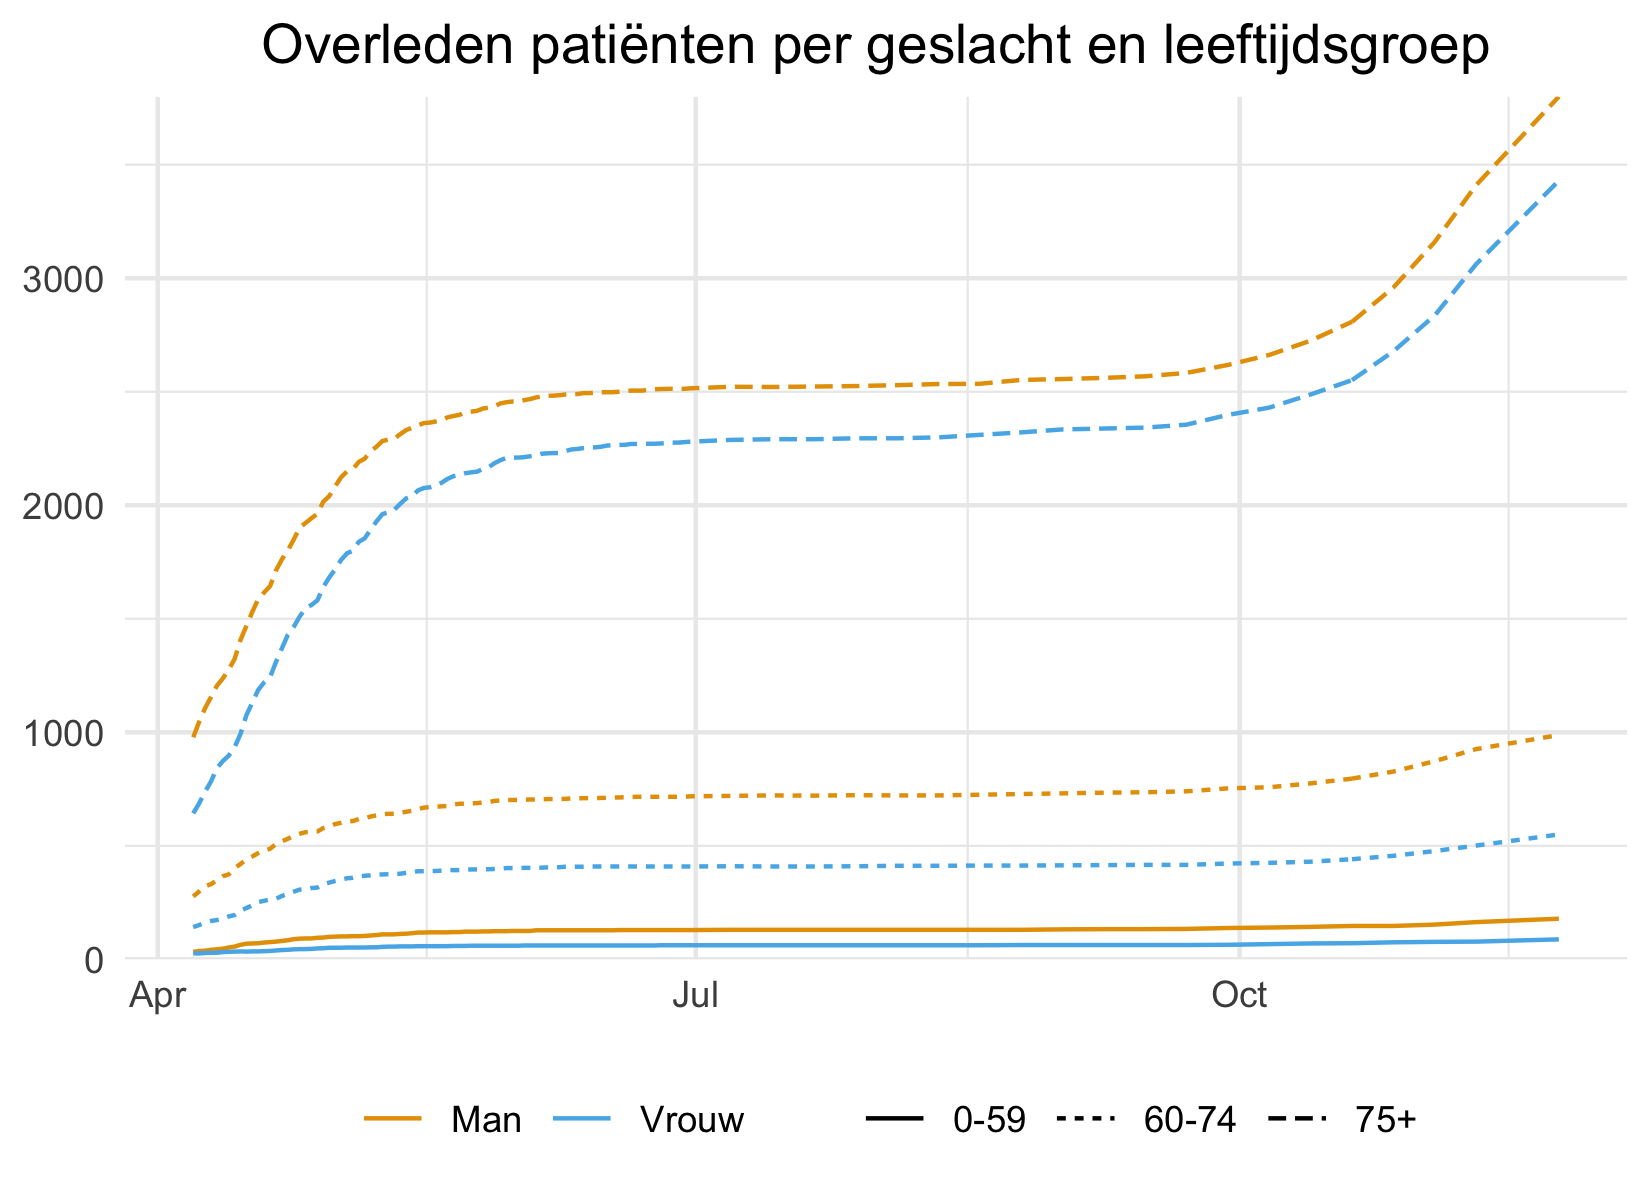 Overleden patiënten per geslacht en leeftijdsgroep
3000
2000
1000
0
Apr Jul Oct
Man Vrouw 0-59 60-74 75+